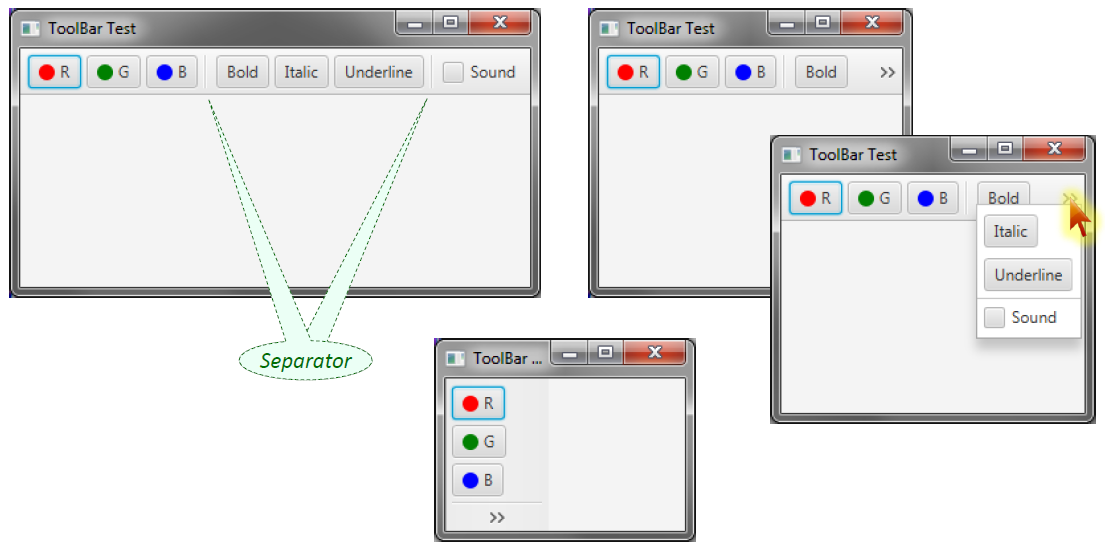 ToolBar Test
R G B Bold Italic Underline Sound
ToolBar Test
R G B Bold >>
ToolBar Test
R G B Bold >>
Italic
Underline
Sound
Separator
ToolBar ...
R
G
B
>>